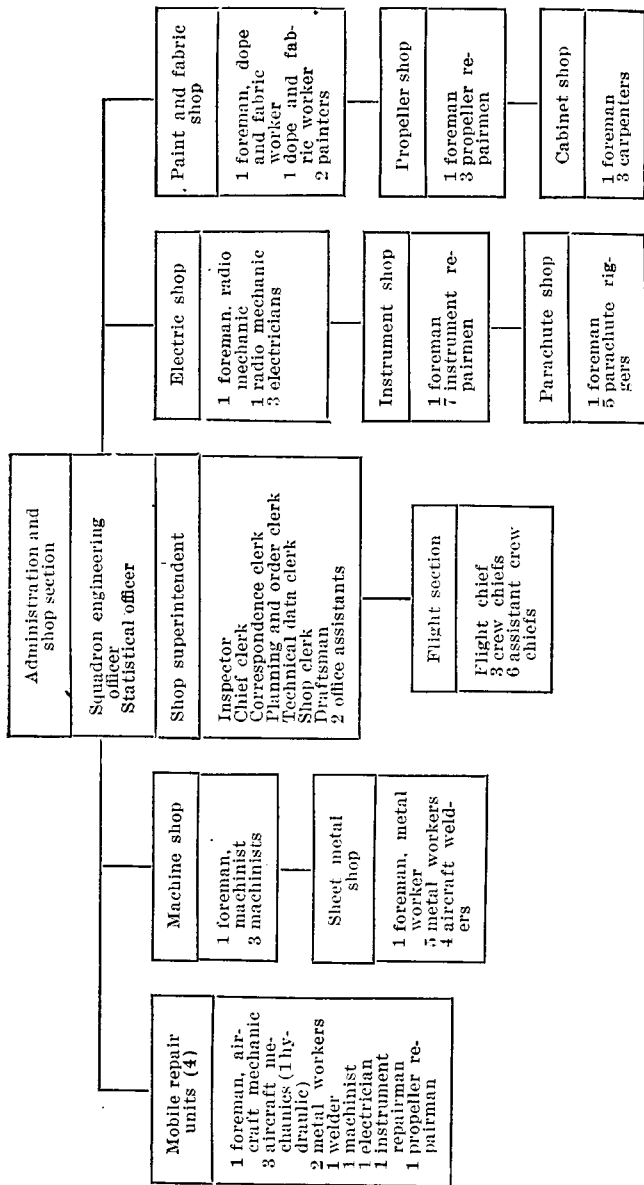 Administration and
shop section
Squadron engineering
officer
Statistical officer
Shop superintendent
Inspector
Chief clerk
Correspondence clerk
Planning and order clerk
Technical data clerk
Shop clerk
Draftsman
2 office assistants
Mobile repair
units (4)
1 foreman, air-
craft mechanic
3 aircraft me-
chanics (1 hy-
draulic)
2 metal workers
1 welder
1 machinist
1 electrician
1 instrument
repairman
1 propeller re-
pairman
Machine shop
1 foreman,
machinist
3 machinists
Sheet metal
shop
1 foreman, metal
worker
5 metal workers
4 aircraft weld-
ers
Flight section
Flight chief
3 crew chiefs
6 assistant crew
chiefs
Electric shop
1 foreman, radio
mechanic
1 radio mechanic
3 electricians
Instrument shop
1 foreman
7 instrument re-
pairmen
Parachute shop
1 foreman
5 parachute rig-
gers
Paint and fabric
shop
1 foreman, dope
and fabric
worker
1 dope and fab-
ric worker
2 painters
Propeller shop
1 foreman
3 propeller re-
pairmen
Cabinet shop
1 foreman
3 carpenters